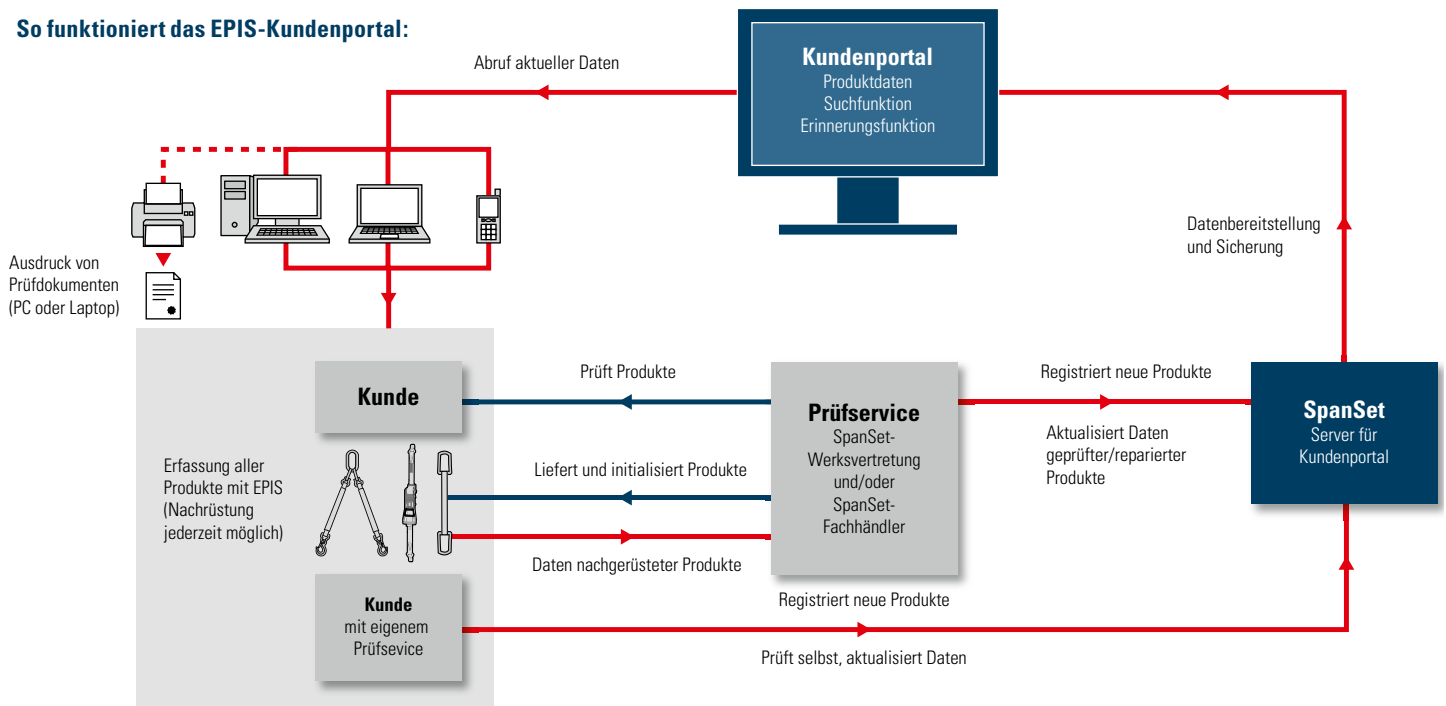 So funktioniert das EPIS-Kundenportal:
Abruf aktueller Daten
Kundenportal
Produktdaten
Suchfunktion
Erinnerungsfunktion
Datenbereitstellung
und Sicherung
Ausdruck von
Prüfdokumenten
(PC oder Laptop)
Kunde
Prüft Produkte
Prüfservice
SpanSet-
Werksvertretung
und/oder
SpanSet-
Fachhändler
Registriert neue Produkte
Aktualisiert Daten
geprüfter/reparierter
Produkte
SpanSet
Server für
Kundenportal
Erfassung aller
Produkte mit EPIS
(Nachrüstung
jederzeit möglich)
Liefert und initialisiert Produkte
Daten nachgerüsteter Produkte
Kunde
mit eigenem
Prüfsevice
Registriert neue Produkte
Prüft selbst, aktualisiert Daten